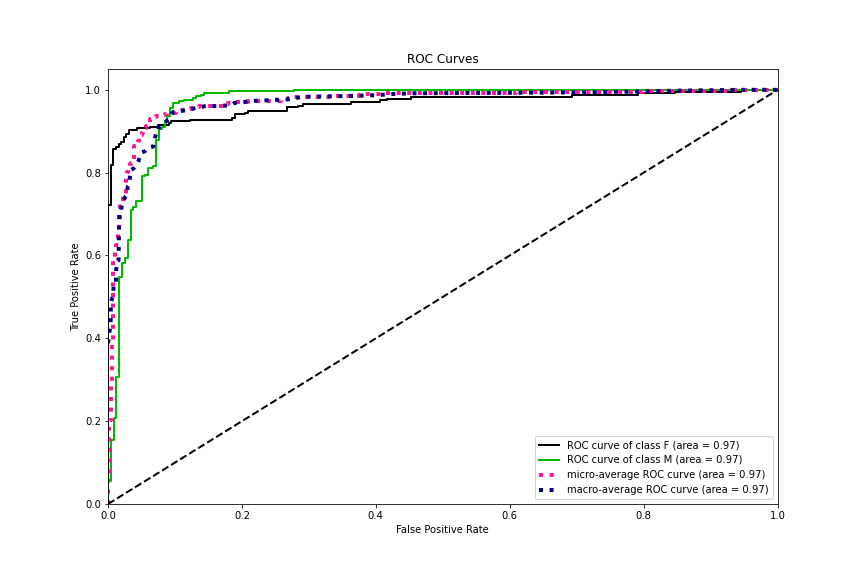 ROC Curves
True Positive Rate
1.0
0.8
0.6
0.4
0.2
0.0
0.0 0.2 0.4 0.6 0.8 1.0
False Positive Rate
ROC curve of class F (area = 0.97)
ROC curve of class M (area = 0.97)
micro-average ROC curve (area = 0.97)
macro-average ROC curve (area = 0.97)